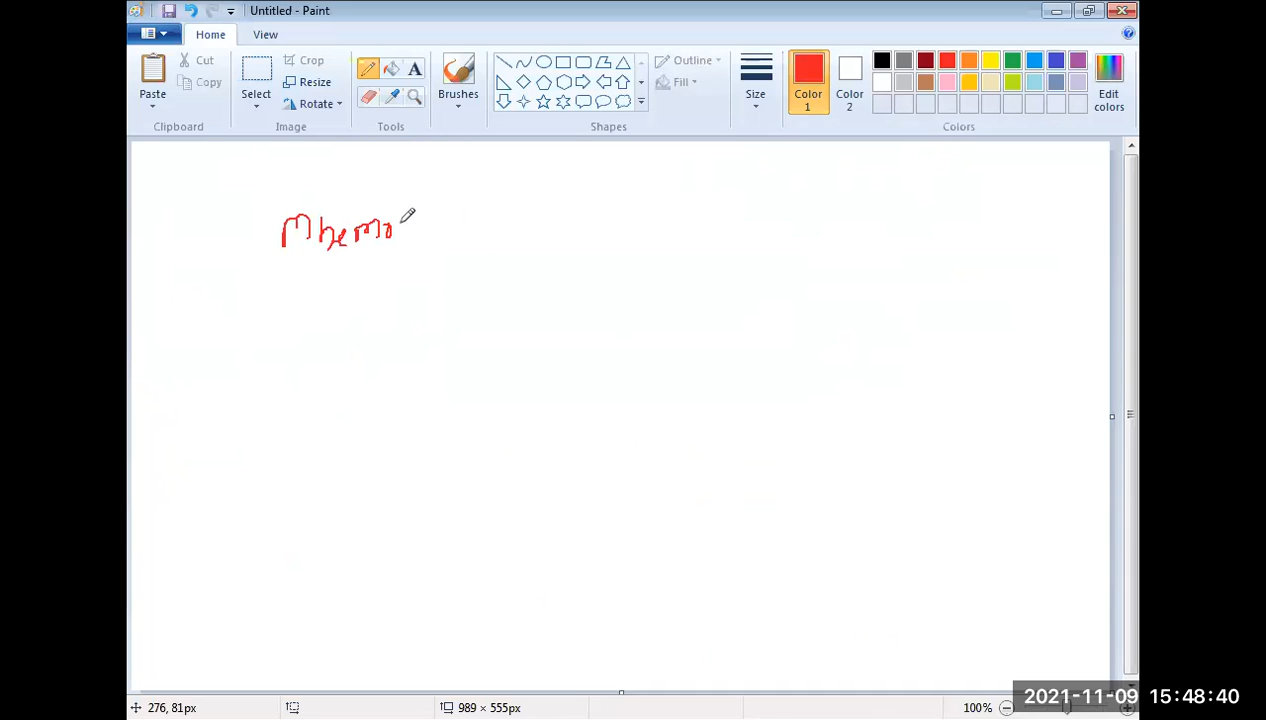 Untitled - Paint
Home View
Paste Cut Copy
Clipboard
Select Crop Resize Rotate
Image
A
Tools
Brushes
Outline Fill
Shapes
Size
Color 1 Color 2
Edit colors
Colors
Mnemo
276, 81px 989 × 555px 100%
2021-11-09 15:48:40